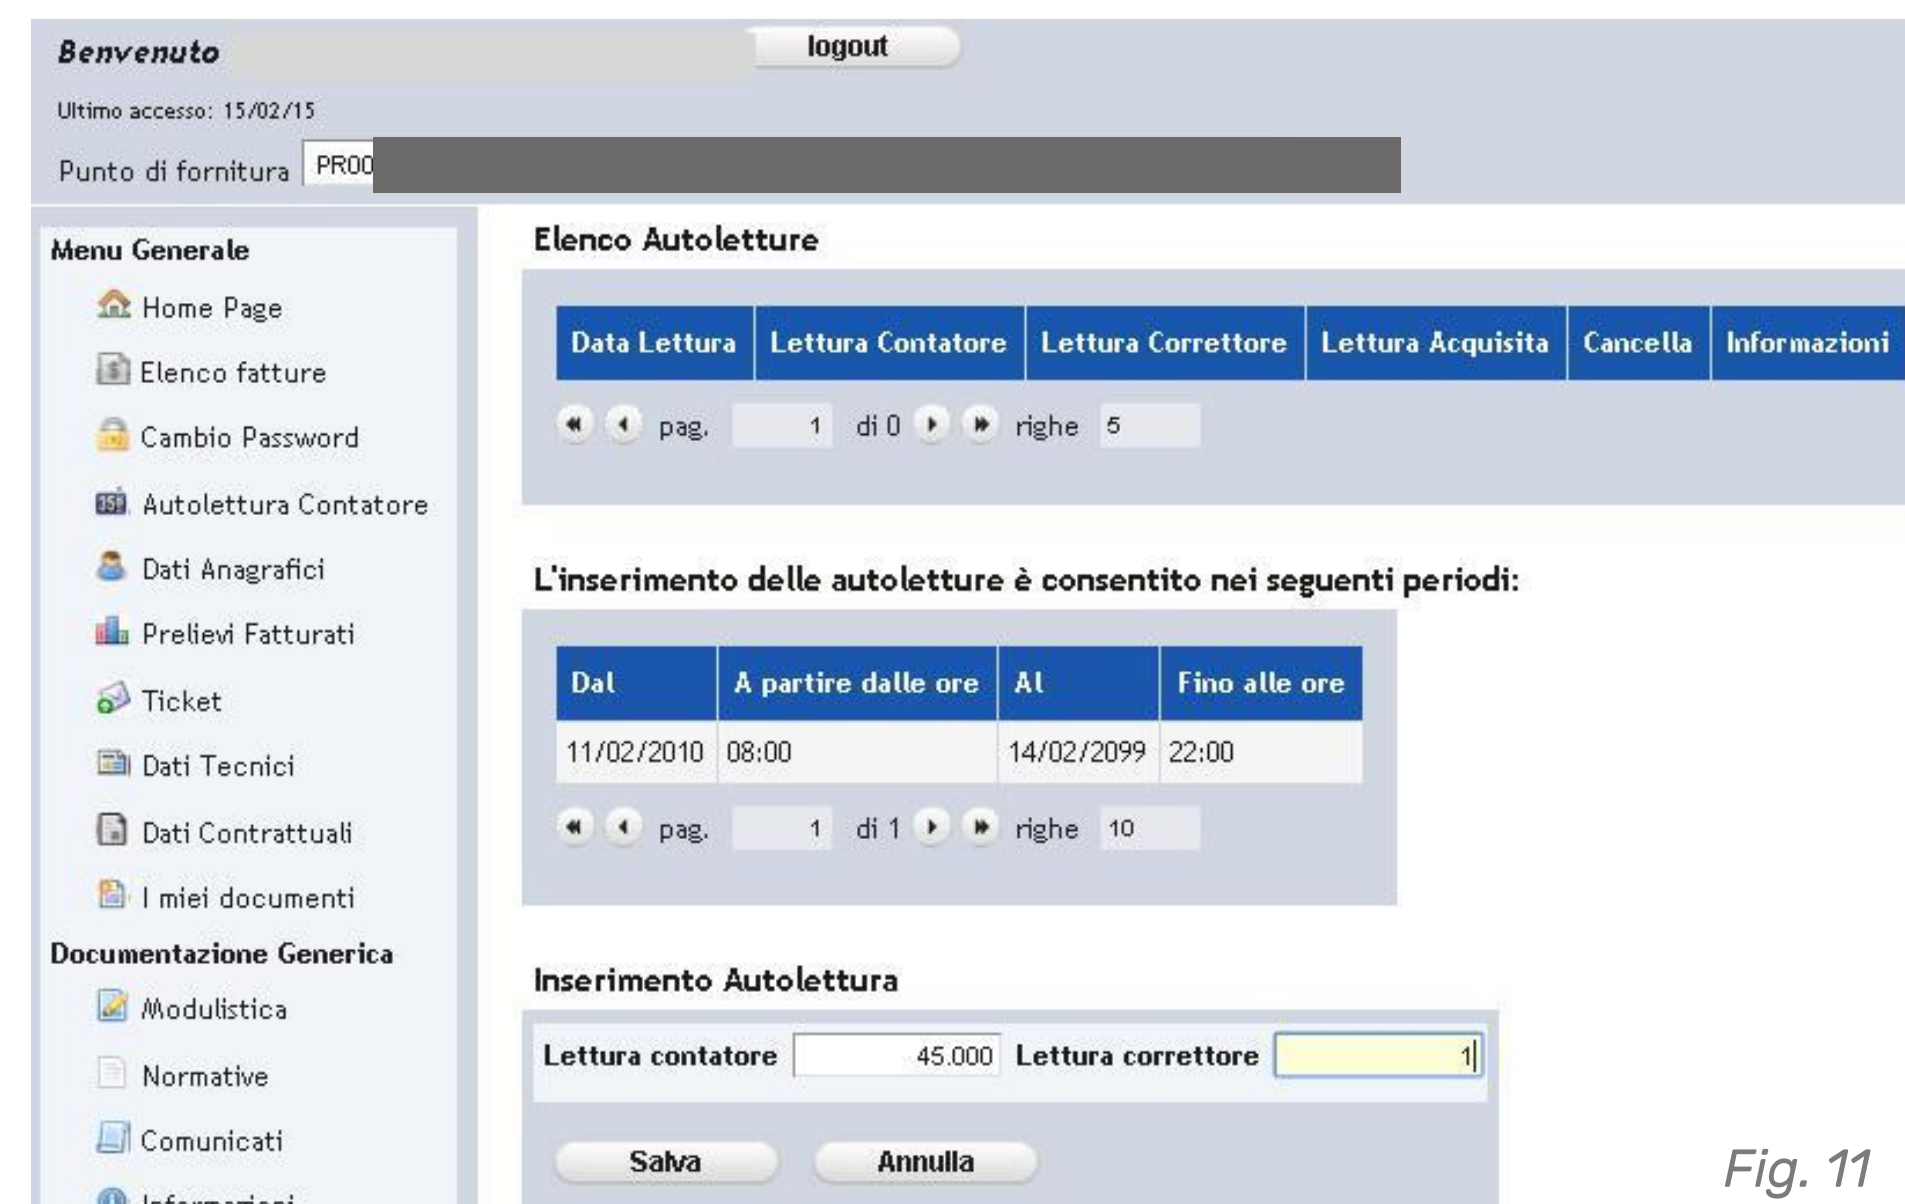 Benvenuto
logout
Ultimo accesso: 15/02/15
Punto di fornitura PR00
Menu Generale
Home Page
Elenco fatture
Cambio Password
Autolettura Contatore
Dati Anagrafici
Prelievi Fatturati
Ticket
Dati Tecnici
Dati Contrattuali
I miei documenti
Documentazione Generica
Modulistica
Normative
Comunicati
Informazioni
Elenco Autoletture
Data Lettura Lettura Contatore Lettura Correttore Lettura Acquisita Cancella Informazioni
pag. 1 di 0 righe 5
L'inserimento delle autoletture è consentito nei seguenti periodi:
Dal A partire dalle ore Al Fino alle ore
11/02/2010 08:00 14/02/2099 22:00
pag. 1 di 1 righe 10
Inserimento Autolettura
Lettura contatore 45.000 Lettura correttore 1
Salva Annulla
Fig. 11